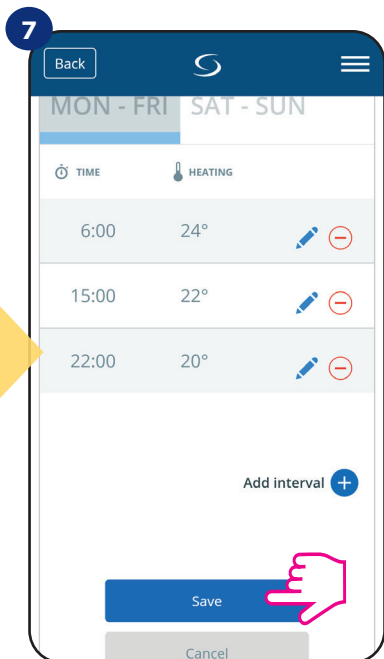 7
Back
MON - FRI SAT - SUN
TIME HEATING
6:00 24°
15:00 22°
22:00 20°
Add interval
Save
Cancel